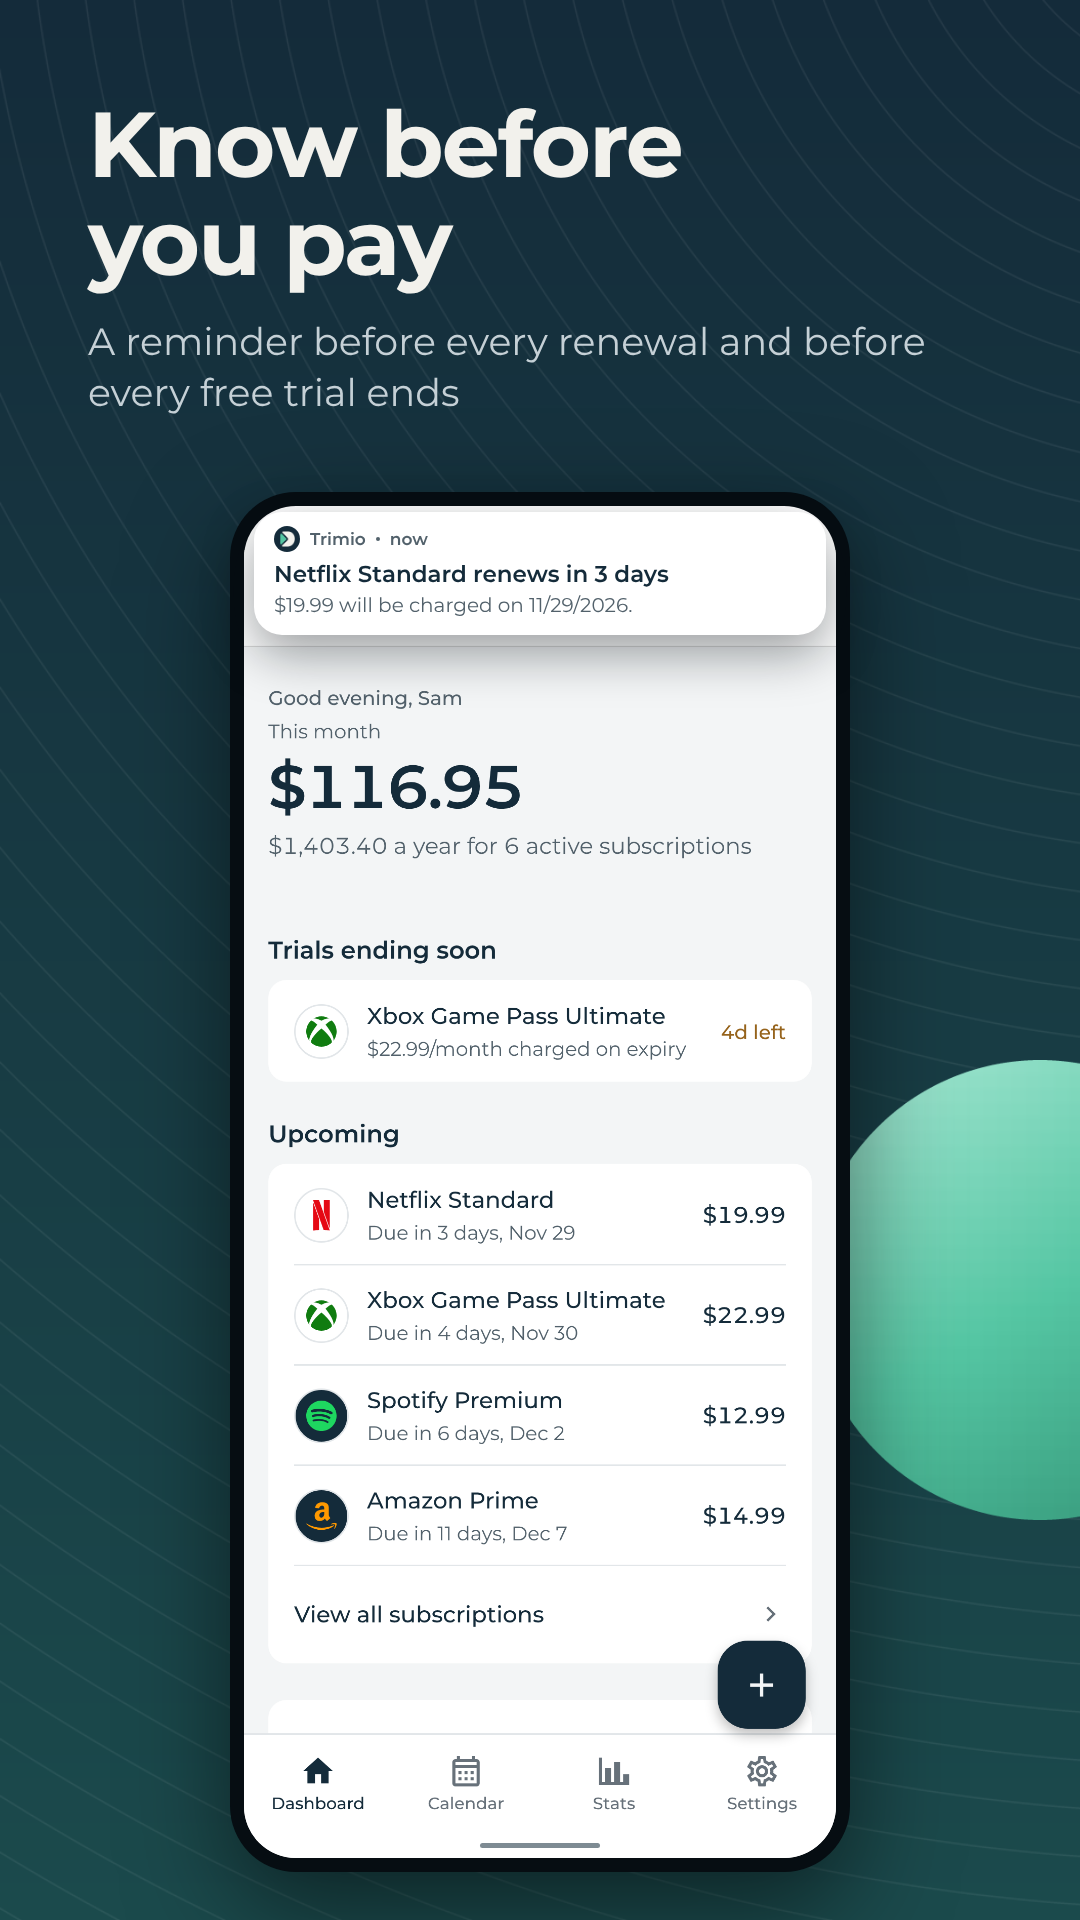 Know before
you pay
A reminder before every renewal and before
every free trial ends
Trimio • now
Netflix Standard renews in 3 days
$19.99 will be charged on 11/29/2026.
Good evening, Sam
This month
$116.95
$1,403.40 a year for 6 active subscriptions
Trials ending soon
Xbox Game Pass Ultimate
$22.99/month charged on expiry
4d left
Upcoming
Netflix Standard
Due in 3 days, Nov 29
$19.99
Xbox Game Pass Ultimate
Due in 4 days, Nov 30
$22.99
Spotify Premium
Due in 6 days, Dec 2
$12.99
Amazon Prime
Due in 11 days, Dec 7
$14.99
View all subscriptions
Dashboard
Calendar
Stats
Settings